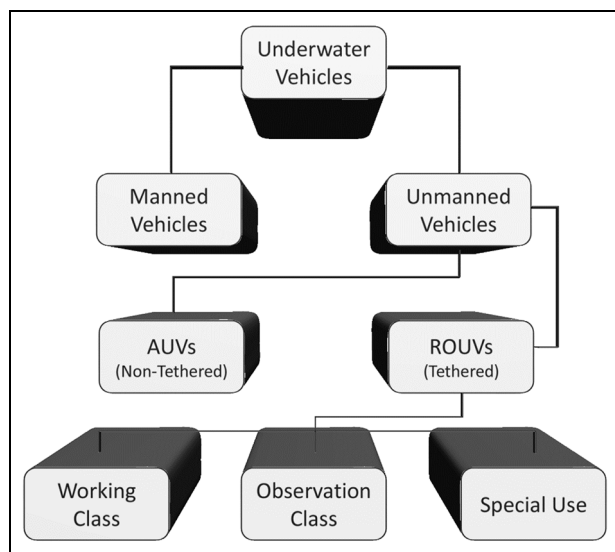 Underwater
Vehicles
Manned
Vehicles
Unmanned
Vehicles
AUVs
(Non-Tethered)
ROUVs
(Tethered)
Working
Class
Observation
Class
Special Use